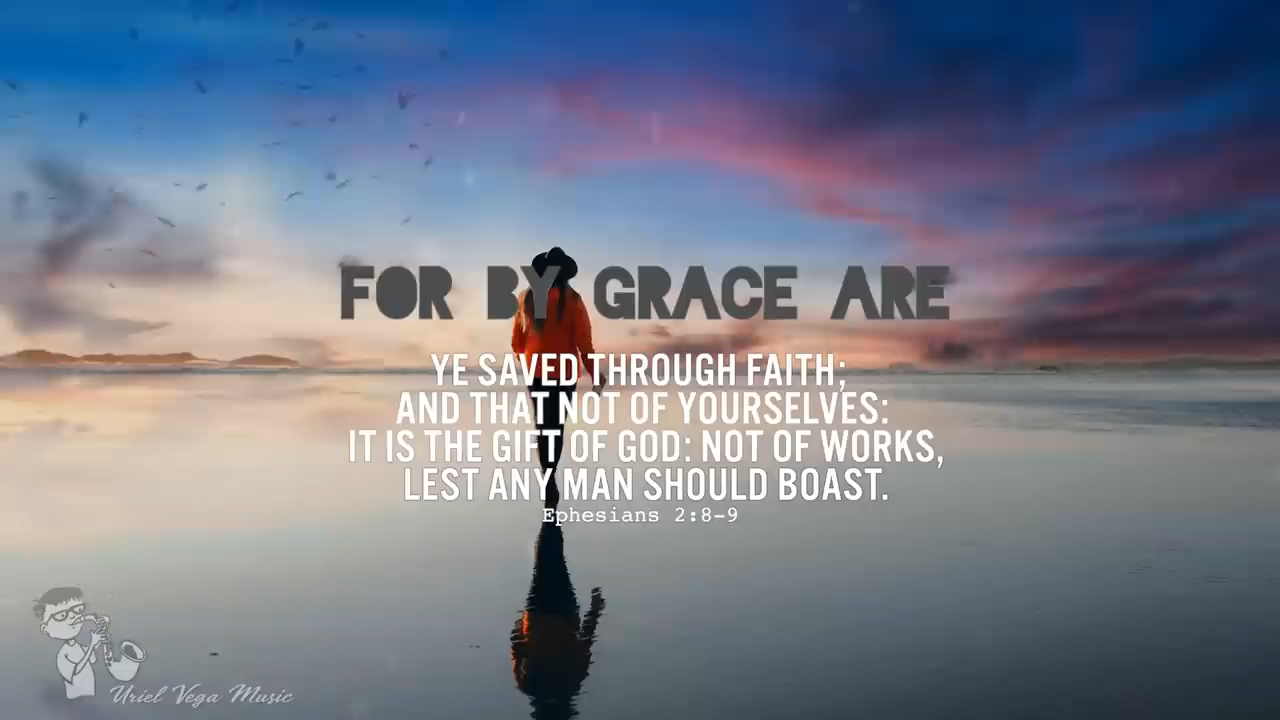 FOR BY GRACE ARE
YE SAVED THROUGH FAITH;
AND THAT NOT OF YOURSELVES:
IT IS THE GIFT OF GOD: NOT OF WORKS,
LEST ANY MAN SHOULD BOAST.
Ephesians 2:8-9
Uriel Vega Music